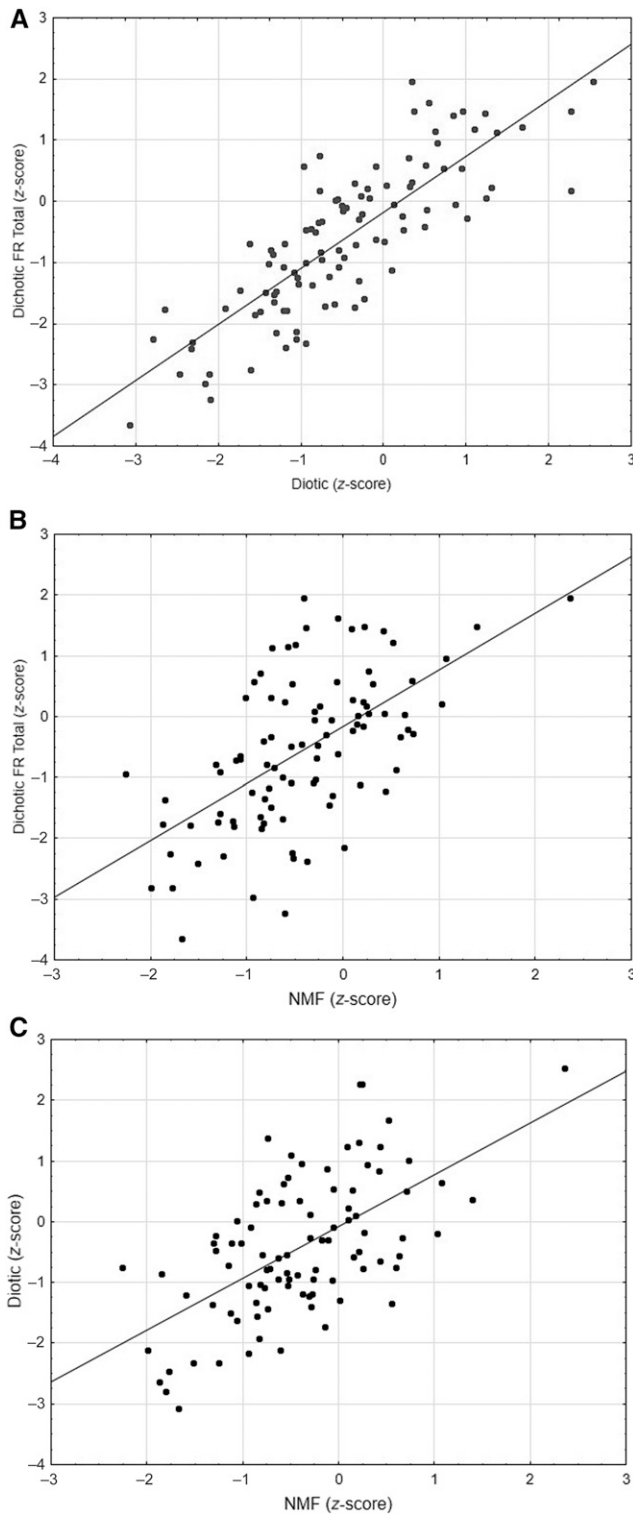 A
3
2
1
0
–1
–2
–3
–4
Dichotic FR Total (z-score)
–4 –3 –2 –1 0 1 2 3
Diotic (z-score)
B
3
2
1
0
–1
–2
–3
–4
Dichotic FR Total (z-score)
–3 –2 –1 0 1 2 3
NMF (z-score)
C
3
2
1
0
–1
–2
–3
–4
Diotic (z-score)
–3 –2 –1 0 1 2 3
NMF (z-score)